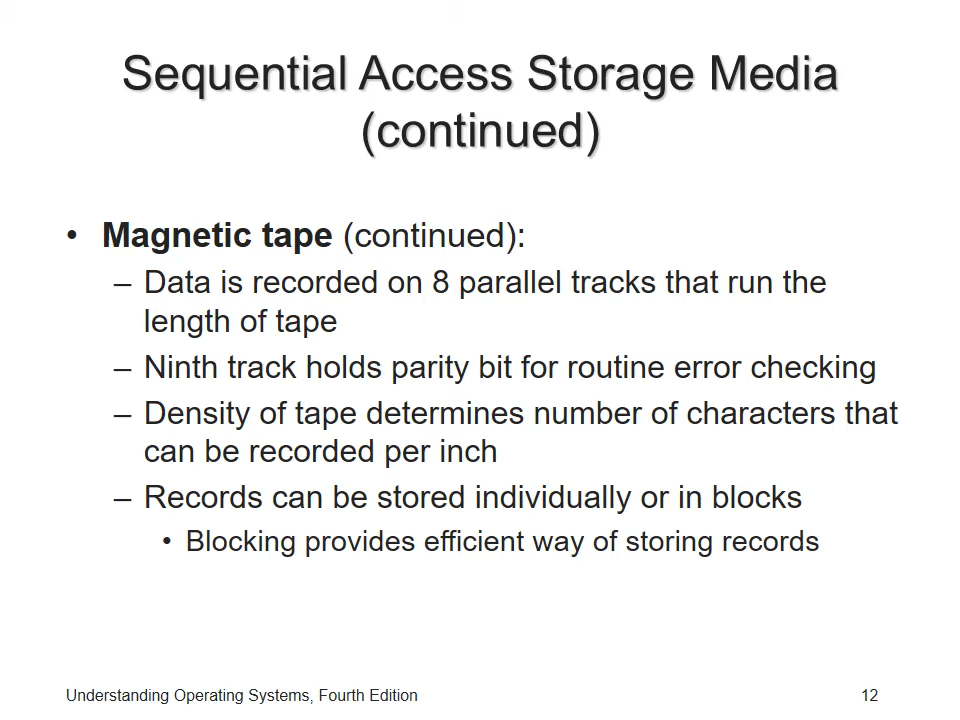 Sequential Access Storage Media
(continued)
• Magnetic tape (continued):
– Data is recorded on 8 parallel tracks that run the
length of tape
– Ninth track holds parity bit for routine error checking
– Density of tape determines number of characters that
can be recorded per inch
– Records can be stored individually or in blocks
• Blocking provides efficient way of storing records
Understanding Operating Systems, Fourth Edition 12